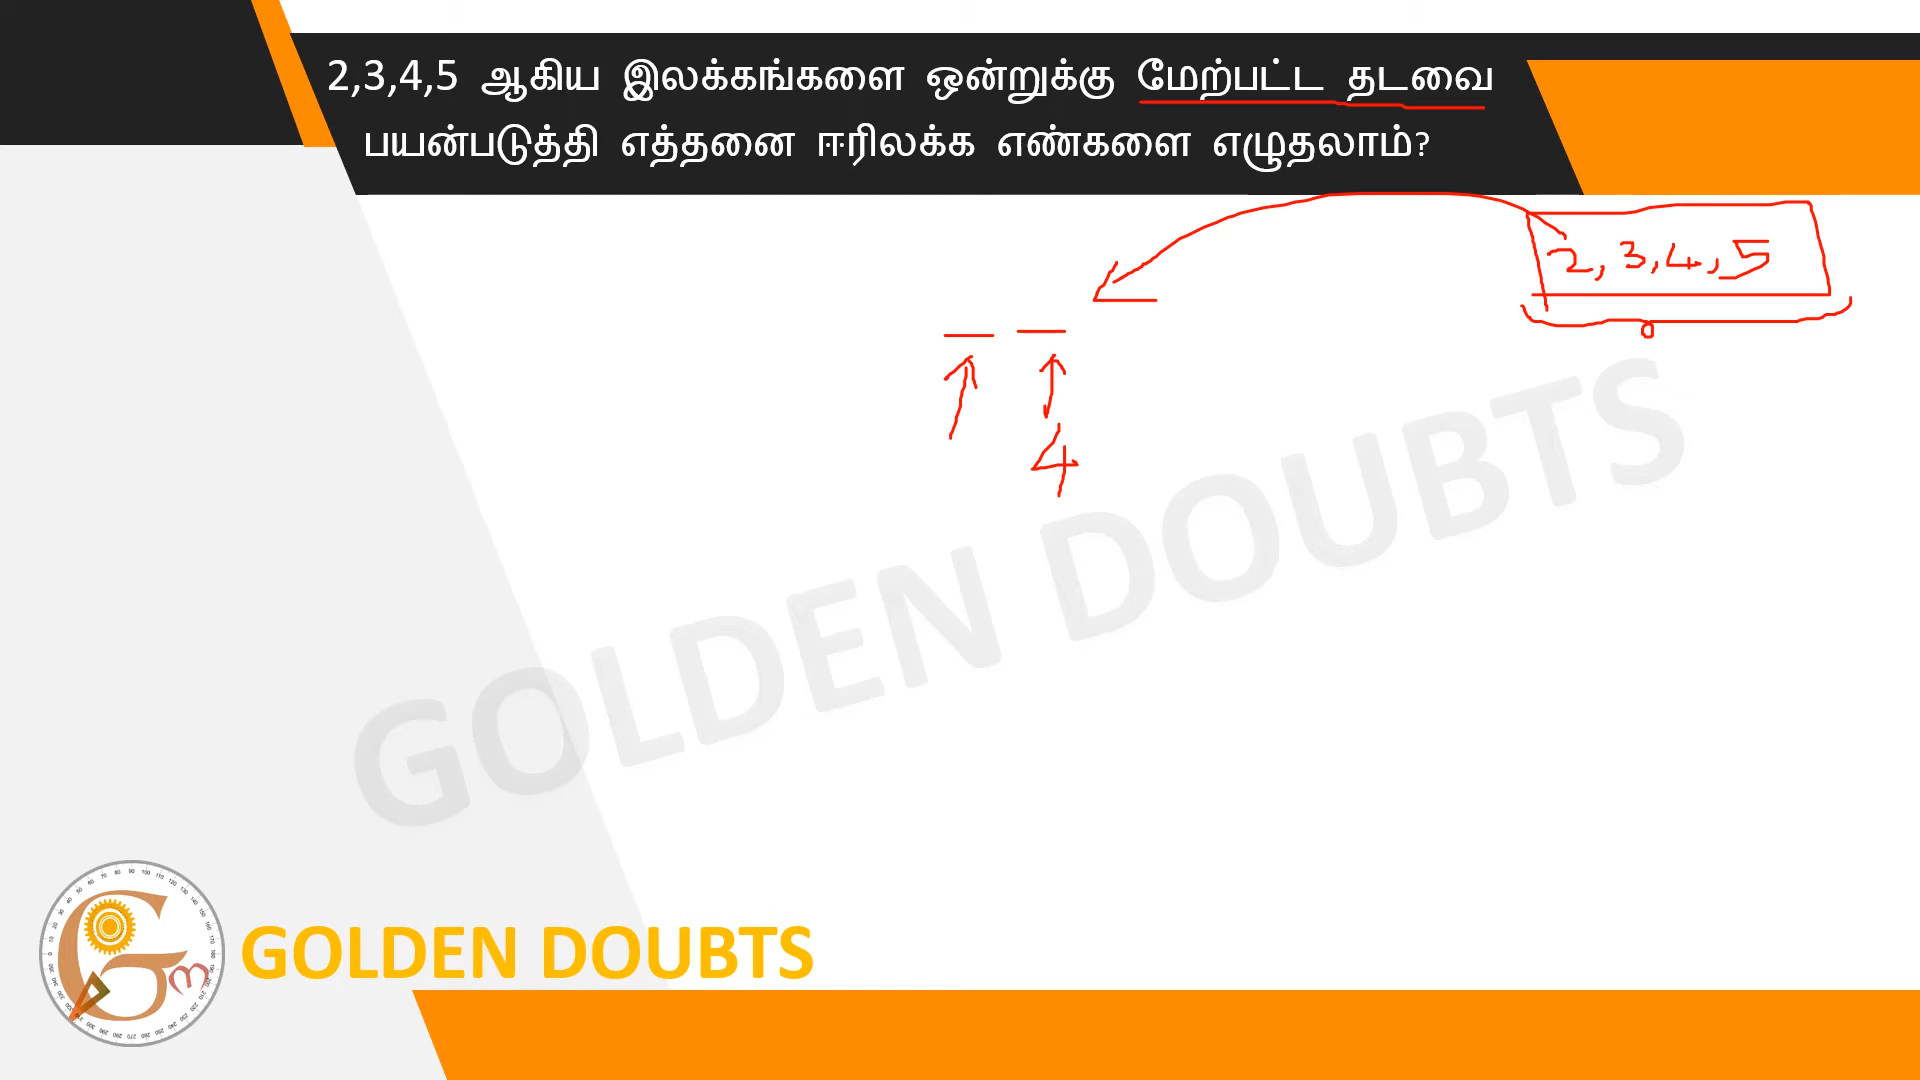 2,3,4,5 ஆகிய இலக்கங்களை ஒன்றுக்கு மேற்பட்ட தடவை
பயன்படுத்தி எத்தனை ஈரிலக்க எண்களை எழுதலாம்?
2, 3, 4, 5
4
GOLDEN DOUBTS
GOLDEN DOUBTS